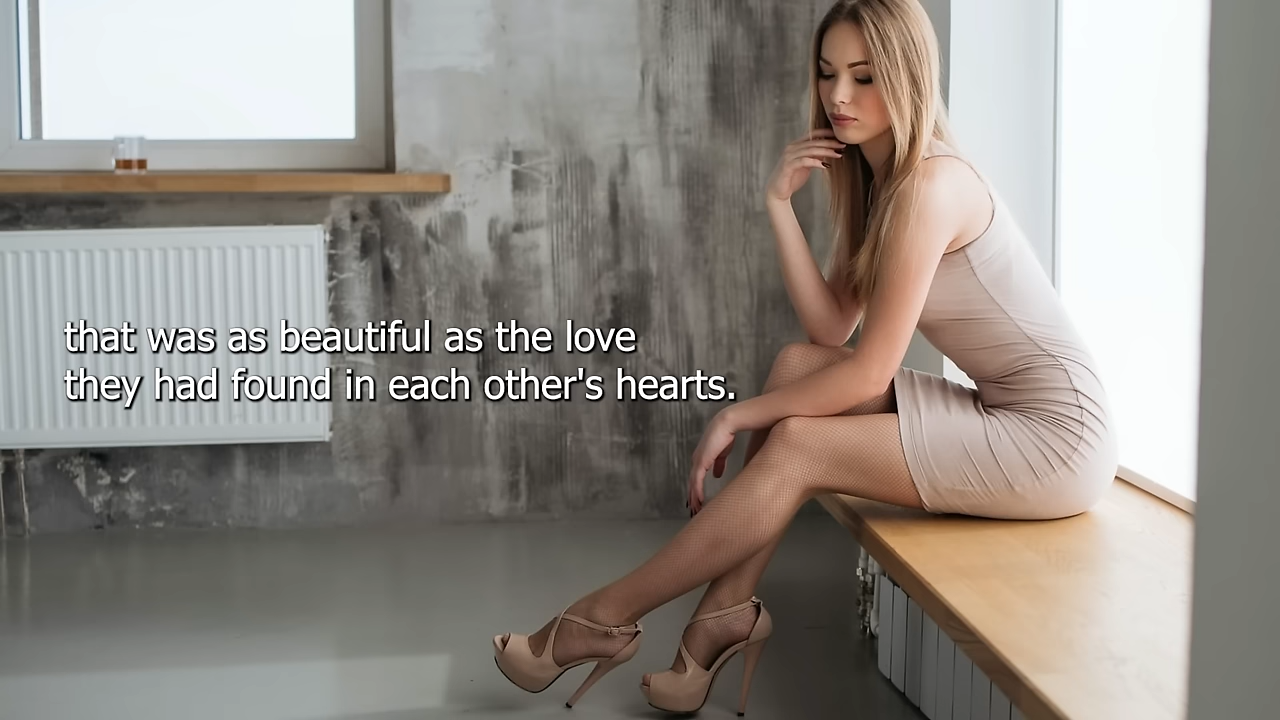 that was as beautiful as the love
they had found in each other's hearts.